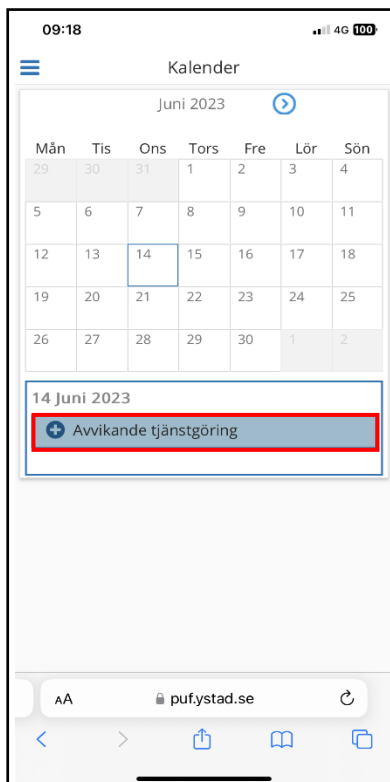 09:18 4G 100
Kalender
Juni 2023
Mån Tis Ons Tors Fre Lör Sön
29 30 31 1 2 3 4
5 6 7 8 9 10 11
12 13 14 15 16 17 18
19 20 21 22 23 24 25
26 27 28 29 30 1 2
14 Juni 2023
Avvikande tjänstgöring
AA puf.ystad.se